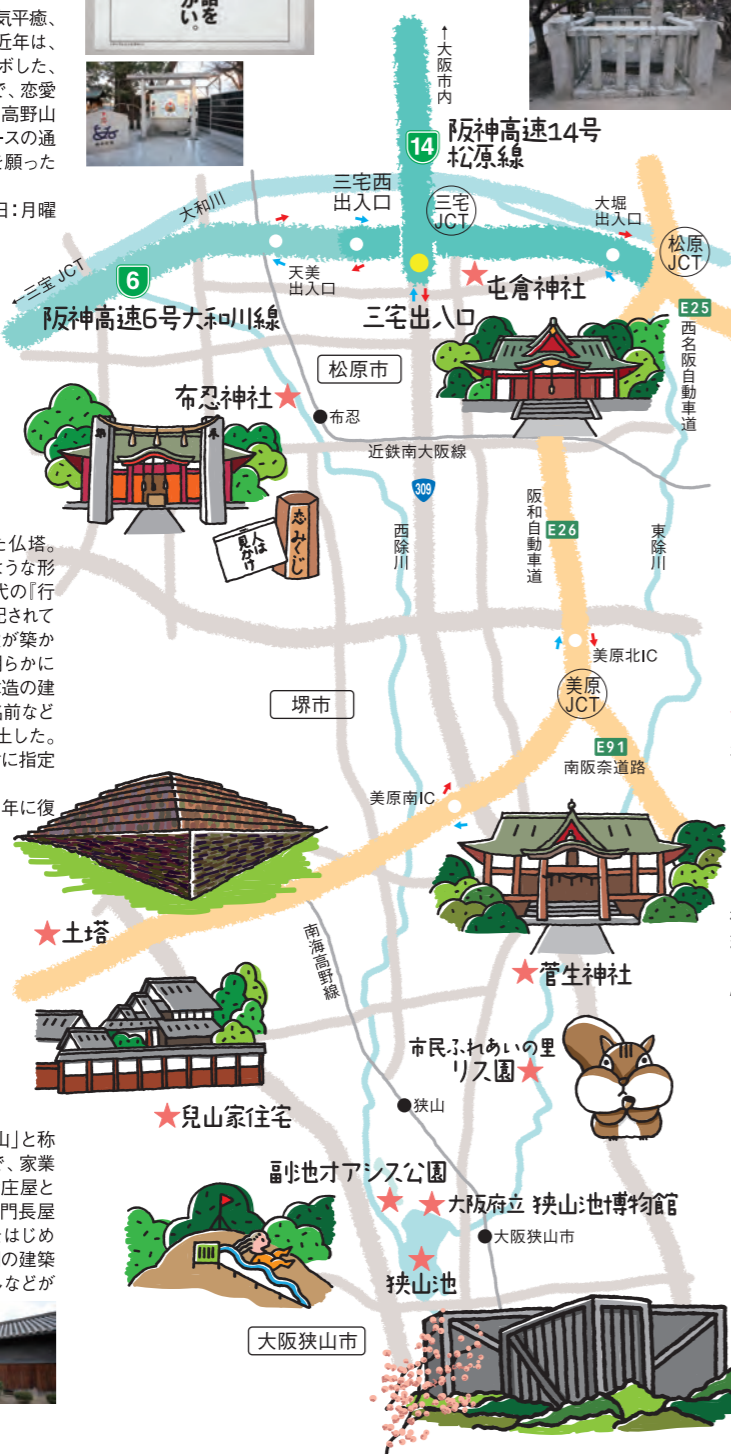 話を
がい。
気平癒、
近年は、
ボした、
で、恋愛
高野山
ースの通
を願った
日：月曜
↑大阪市内
14
阪神高速14号
松原線
三宅西
出入口
三宅
JCT
大堀
出入口
松原
JCT
大和川
←三宝JCT
6
阪神高速6号大和川線
天美
出入口
三宅出入口
屯倉神社
E25
西名阪自動車道
松原市
布忍神社
布忍
近鉄南大阪線
309
恋みくじ
人は
見かけ
西除川
阪和自動車道
E26
東除川
た仏塔。
ような形
代の『行
記されて
が築か
明らかに
造の建
名前など
土した。
に指定
年に復
美原北IC
堺市
美原
JCT
E91
南阪奈道路
美原南IC
土塔
南海高野線
菅生神社
市民ふれあいの里
リス園
兒山家住宅
狭山
山」と称
で、家業
庄屋と
門長屋
をはじめ
の建築
しなどが
副池オアシス公園
大阪府立 狭山池博物館
大阪狭山市
狭山池
大阪狭山市